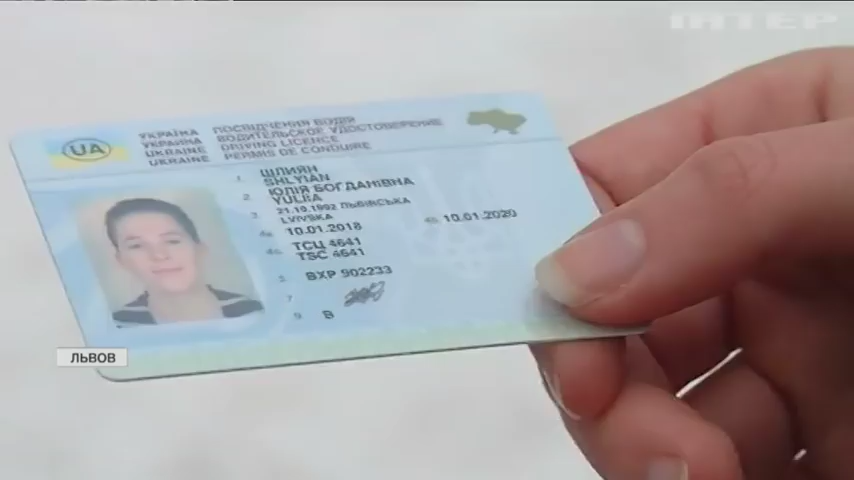 ІНТЕР
UA
УКРАЇНА
УКРАИНА
UKRAINE
UKRAINE
ПОСВІДЧЕННЯ ВОДІЯ
ВОДИТЕЛЬСКОЕ УДОСТОВЕРЕНИЕ
DRIVING LICENCE
PERMIS DE CONDUIRE
1. ШЛИЯН
SHLYIAN
2. ЮЛІЯ БОГДАНІВНА
YULIIA
3. 21.10.1992 ЛЬВІВСЬКА
LVIVSKA
4a. 10.01.2018 4b. 10.01.2020
4c. ТСЦ 4641
TSC 4641
5. BXP 902233
7.
9. B
ЛЬВОВ